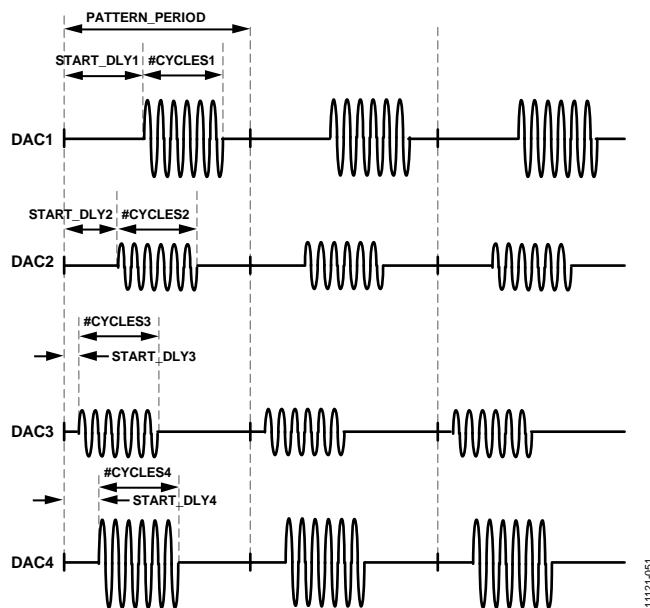 PATTERN_PERIOD
START_DLY1
#CYCLES1
DAC1
START_DLY2
#CYCLES2
DAC2
#CYCLES3
START_DLY3
DAC3
#CYCLES4
START_DLY4
DAC4
11121-051